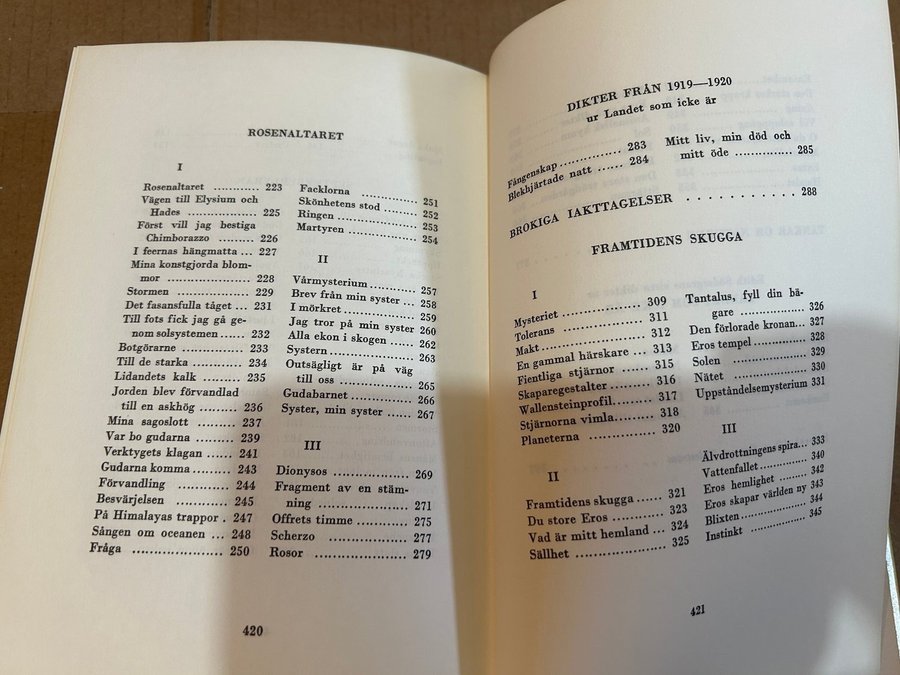 ROSENALTARET
I
Rosenaltaret ............ 223
Vägen till Elysium och
Hades .................. 225
Först vill jag bestiga
Chimborazzo ......... 226
I feernas hängmatta ... 227
Mina konstgjorda blom-
mor ..................... 228
Stormen .................. 229
Det fasansfulla tåget ... 231
Till fots fick jag gå ge-
nom solsystemen ...... 232
Botgörarne ............... 233
Till de starka ............ 234
Lidandets kalk ......... 235
Jorden blev förvandlad
till en askhög ......... 236
Mina sagoslott ......... 237
Var bo gudarna ......... 239
Verktygets klagan ...... 241
Gudarna komma ......... 243
Förvandling ............ 244
Besvärjelsen ............ 245
På Himalayas trappor . 247
Sången om oceanen ... 248
Fråga ..................... 250
Facklorna ............... 251
Skönhetens stod ......... 252
Ringen .................. 253
Martyren ............... 254
II
Vårmysterium ......... 257
Brev från min syster ... 258
I mörkret ............... 259
Jag tror på min syster 260
Alla ekon i skogen ...... 262
Systern .................. 263
Outsägligt är på väg
till oss .................. 265
Gudabarnet ............ 266
Syster, min syster ...... 267
III
Dionysos ............... 269
Fragment av en stäm-
ning ..................... 271
Offrets timme ......... 275
Scherzo .................. 277
Rosor ..................... 279
420
DIKTER FRÅN 1919—1920
ur Landet som icke är
Fångenskap ............... 283
Blekhjärtade natt ...... 284
Mitt liv, min död och
mitt öde ............... 285
BROKIGA IAKTTAGELSER .......... 288
FRAMTIDENS SKUGGA
I
Mysteriet ............... 309
Tolerans .................. 311
Makt ..................... 312
En gammal härskare ... 313
Fientliga stjärnor ...... 315
Skaparegestalter ......... 316
Wallensteinprofil ......... 317
Stjärnorna vimla ......... 318
Planeterna ............... 320
II
Framtidens skugga ...... 321
Du store Eros ............ 323
Vad är mitt hemland ... 324
Sällhet .................. 325
Tantalus, fyll din bä-
gare ..................... 326
Den förlorade kronan... 327
Eros tempel ............ 328
Solen ..................... 329
Nätet ..................... 330
Uppståndelsemysterium 331
III
Älvdrottningens spira... 333
Vattenfallet ............... 340
Eros hemlighet ......... 342
Eros skapar världen ny 343
Blixten .................. 344
Instinkt .................. 345
421